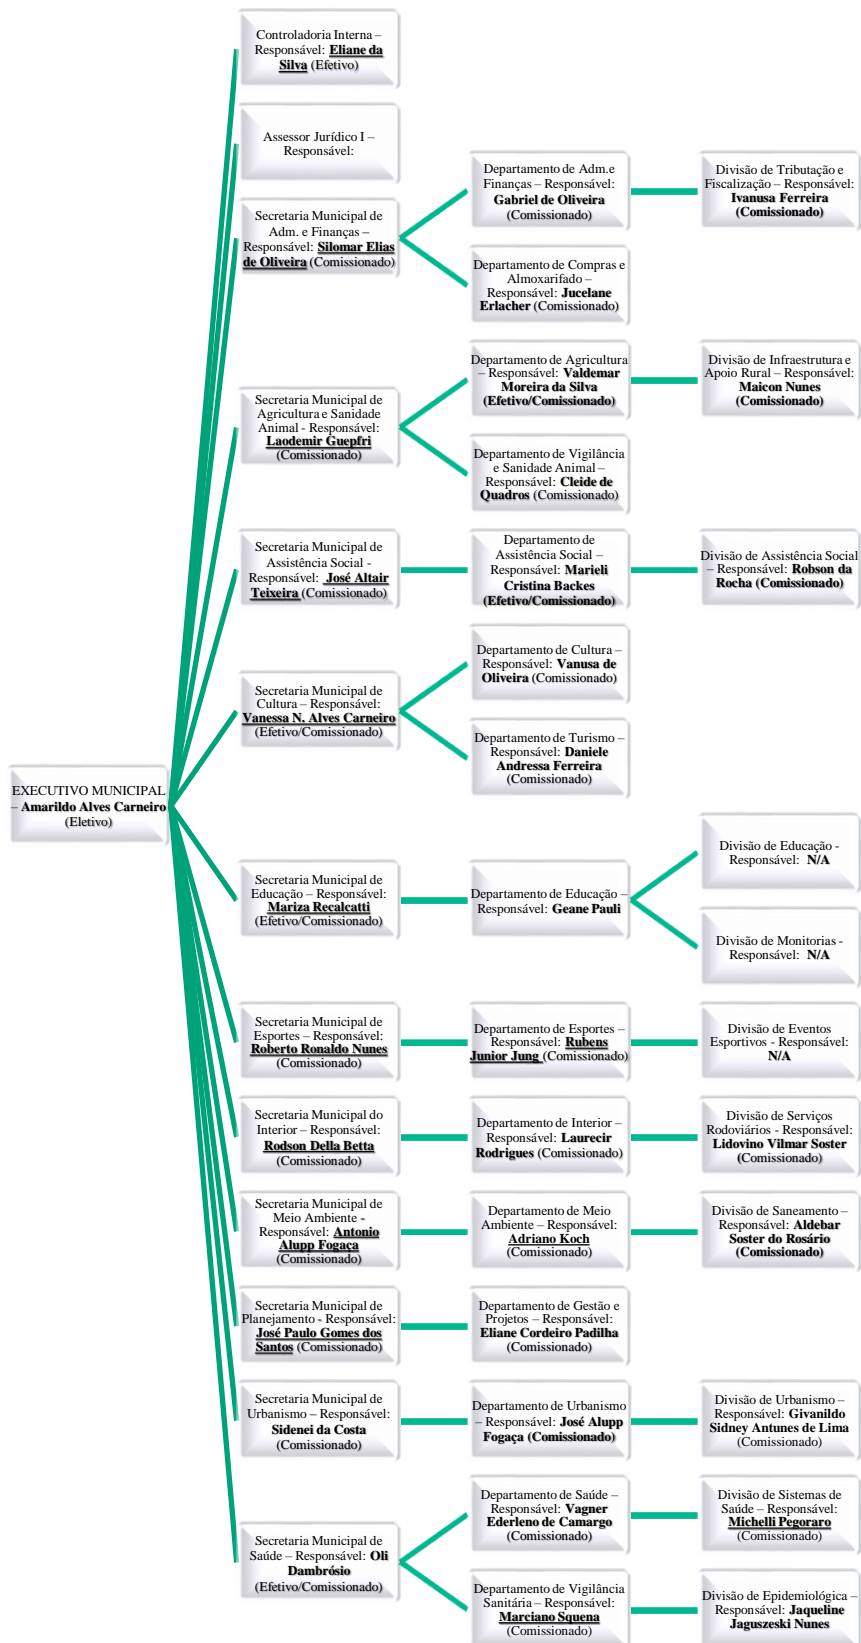 Controladoria Interna –
Responsável: Eliane da
Silva (Efetivo)
Assessor Jurídico I –
Responsável:
Secretaria Municipal de
Adm. e Finanças –
Responsável: Silomar Elias
de Oliveira (Comissionado)
Departamento de Adm.e
Finanças – Responsável:
Gabriel de Oliveira
(Comissionado)
Divisão de Tributação e
Fiscalização – Responsável:
Ivanusa Ferreira
(Comissionado)
Departamento de Compras e
Almoxarifado –
Responsável: Jucelane
Erlacher (Comissionado)
Secretaria Municipal de
Agricultura e Sanidade
Animal - Responsável:
Laodemir Guepfri
(Comissionado)
Departamento de Agricultura
– Responsável: Valdemar
Moreira da Silva
(Efetivo/Comissionado)
Divisão de Infraestrutura e
Apoio Rural – Responsável:
Maicon Nunes
(Comissionado)
Departamento de Vigilância
e Sanidade Animal –
Responsável: Cleide de
Quadros (Comissionado)
Secretaria Municipal de
Assistência Social -
Responsável: José Altair
Teixeira (Comissionado)
Departamento de
Assistência Social –
Responsável: Marieli
Cristina Backes
(Efetivo/Comissionado)
Divisão de Assistência Social
– Responsável: Robson da
Rocha (Comissionado)
Secretaria Municipal de
Cultura – Responsável:
Vanessa N. Alves Carneiro
(Efetivo/Comissionado)
Departamento de Cultura –
Responsável: Vanusa de
Oliveira (Comissionado)
Departamento de Turismo –
Responsável: Daniele
Andressa Ferreira
(Comissionado)
EXECUTIVO MUNICIPAL
– Amarildo Alves Carneiro
(Eletivo)
Secretaria Municipal de
Educação – Responsável:
Mariza Recalcatti
(Efetivo/Comissionado)
Departamento de Educação –
Responsável: Geane Pauli
Divisão de Educação -
Responsável: N/A
Divisão de Monitorias -
Responsável: N/A
Secretaria Municipal de
Esportes – Responsável:
Roberto Ronaldo Nunes
(Comissionado)
Departamento de Esportes –
Responsável: Rubens
Junior Jung (Comissionado)
Divisão de Eventos
Esportivos - Responsável:
N/A
Secretaria Municipal do
Interior – Responsável:
Rodson Della Betta
(Comissionado)
Departamento de Interior –
Responsável: Laurecir
Rodrigues (Comissionado)
Divisão de Serviços
Rodoviários - Responsável:
Lidovino Vilmar Soster
(Comissionado)
Secretaria Municipal de
Meio Ambiente -
Responsável: Antonio
Alupp Fogaça
(Comissionado)
Departamento de Meio
Ambiente – Responsável:
Adriano Koch
(Comissionado)
Divisão de Saneamento –
Responsável: Aldebar
Soster do Rosário
(Comissionado)
Secretaria Municipal de
Planejamento - Responsável:
José Paulo Gomes dos
Santos (Comissionado)
Departamento de Gestão e
Projetos – Responsável:
Eliane Cordeiro Padilha
(Comissionado)
Secretaria Municipal de
Urbanismo – Responsável:
Sidenei da Costa
(Comissionado)
Departamento de Urbanismo
– Responsável: José Alupp
Fogaça (Comissionado)
Divisão de Urbanismo –
Responsável: Givanildo
Sidney Antunes de Lima
(Comissionado)
Secretaria Municipal de
Saúde – Responsável: Oli
Dambrósio
(Efetivo/Comissionado)
Departamento de Saúde –
Responsável: Vagner
Ederleno de Camargo
(Comissionado)
Divisão de Sistemas de
Saúde – Responsável:
Michelli Pegoraro
(Comissionado)
Departamento de Vigilância
Sanitária – Responsável:
Marciano Squena
(Comissionado)
Divisão de Epidemiológica –
Responsável: Jaqueline
Jaguszeski Nunes